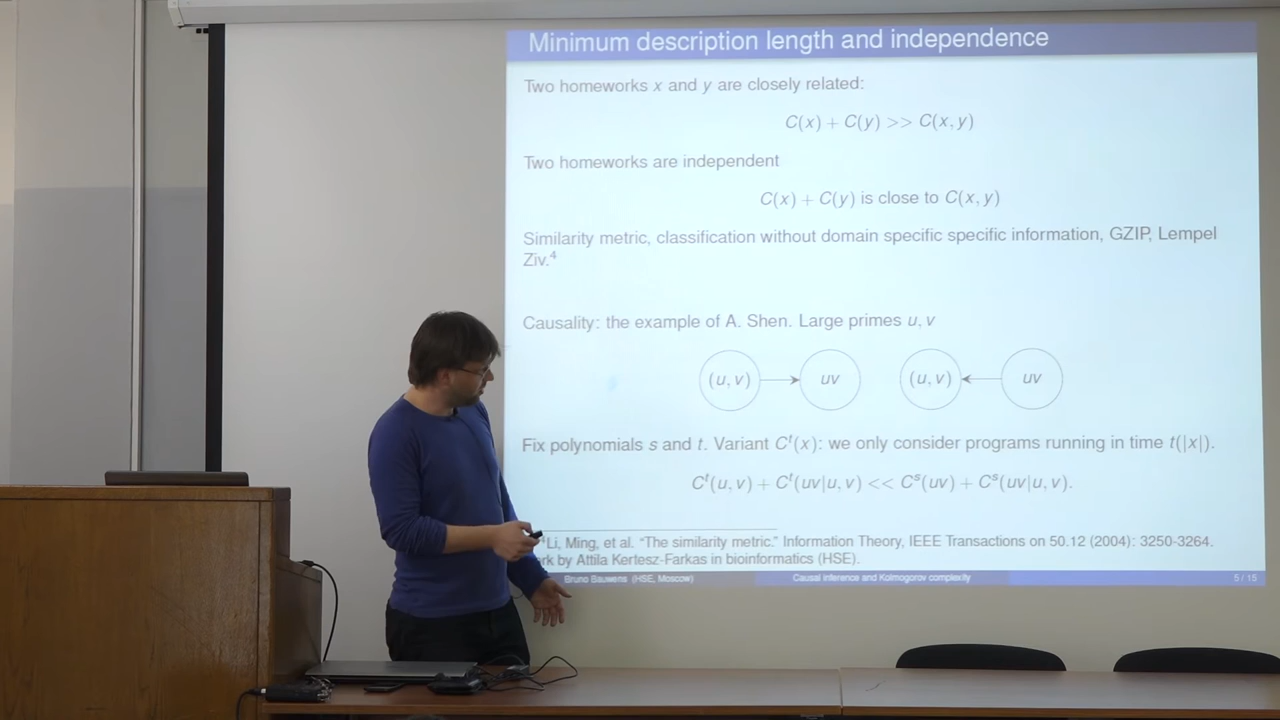 Minimum description length and independence
Two homeworks x and y are closely related:
C(x) + C(y) >> C(x, y)
Two homeworks are independent
C(x) + C(y) is close to C(x, y)
Similarity metric, classification without domain specific specific information, GZIP, Lempel
Ziv.⁴
Causality: the example of A. Shen. Large primes u, v
(u, v) uv (u, v) uv
Fix polynomials s and t. Variant Cᵗ(x): we only consider programs running in time t(|x|).
Cᵗ(u, v) + Cᵗ(uv|u, v) << Cˢ(uv) + Cˢ(uv|u, v).
Li, Ming, et al. “The similarity metric.” Information Theory, IEEE Transactions on 50.12 (2004): 3250-3264.
by Attila Kertesz-Farkas in bioinformatics (HSE).
Bruno Bauwens (HSE, Moscow) Causal inference and Kolmogorov complexity 5 / 15